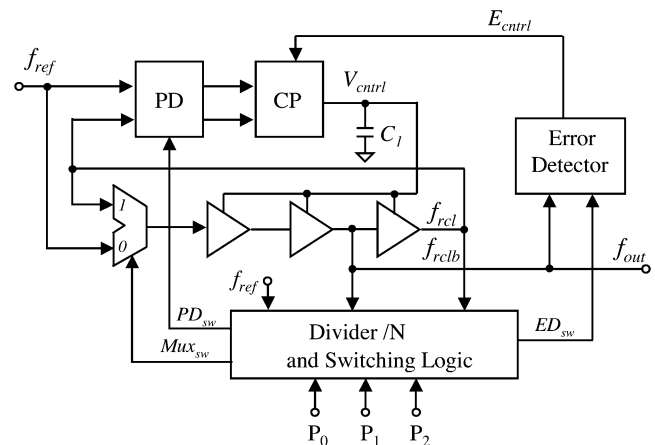 E_cntrl
f_ref
PD
CP
V_cntrl
C_1
Error
Detector
1
0
f_rcl
f_rclb
f_out
f_ref
PD_sw
Mux_sw
ED_sw
Divider /N
and Switching Logic
P_0 P_1 P_2